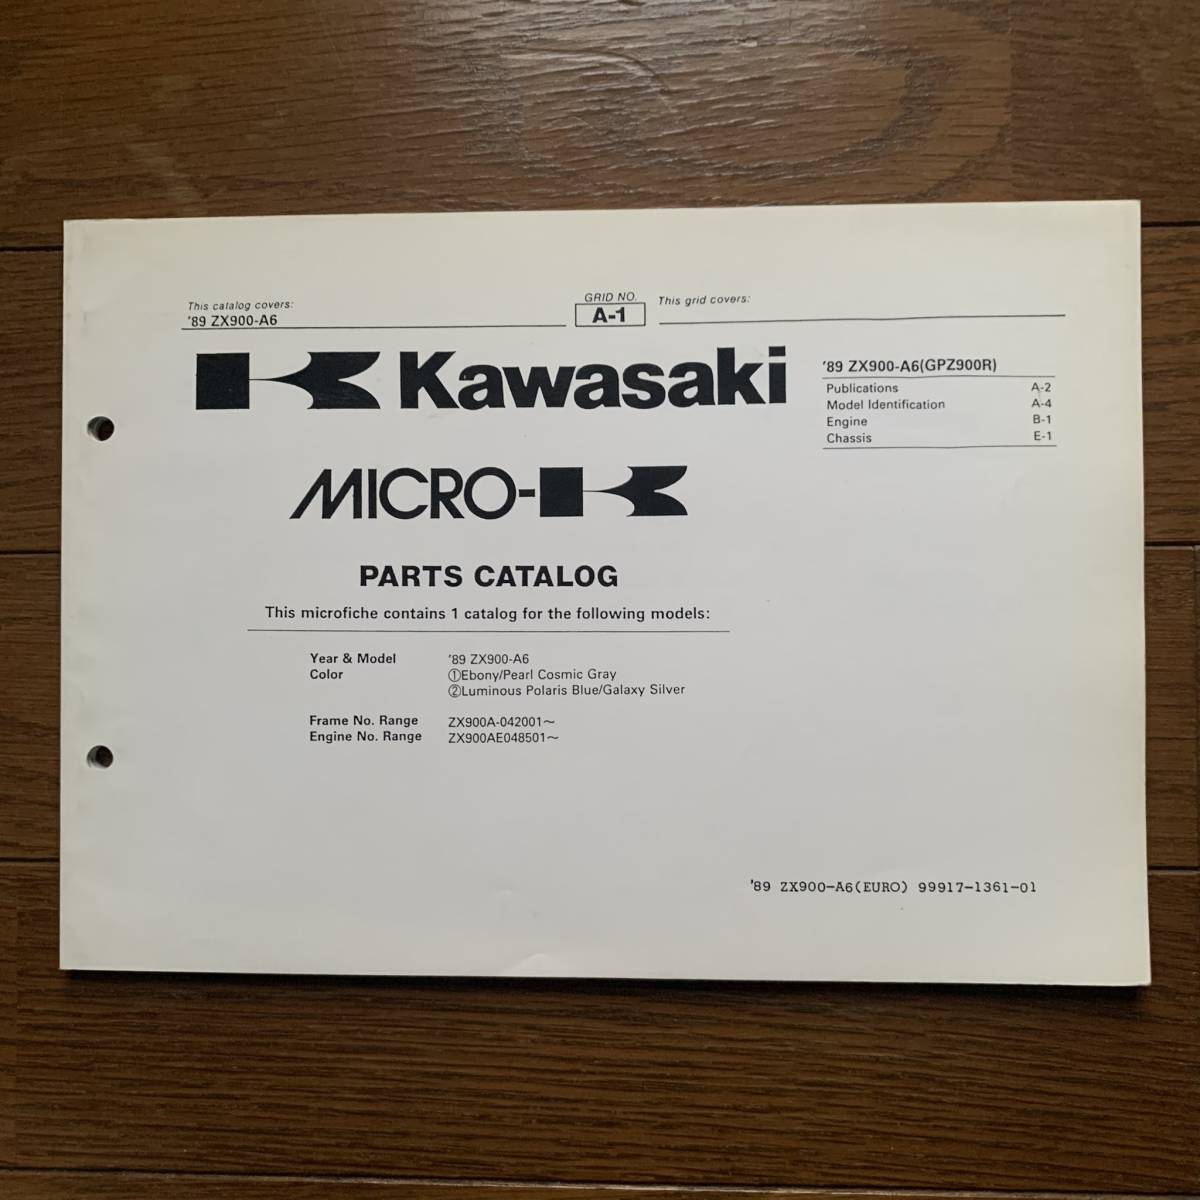 This catalog covers:
'89 ZX900-A6
GRID NO.
A-1
This grid covers:
Kawasaki
'89 ZX900-A6(GPZ900R)
Publications A-2
Model Identification A-4
Engine B-1
Chassis E-1
MICRO-K
PARTS CATALOG
This microfiche contains 1 catalog for the following models:
Year & Model '89 ZX900-A6
Color ①Ebony/Pearl Cosmic Gray
②Luminous Polaris Blue/Galaxy Silver
Frame No. Range ZX900A-042001～
Engine No. Range ZX900AE048501～
'89 ZX900-A6(EURO) 99917-1361-01